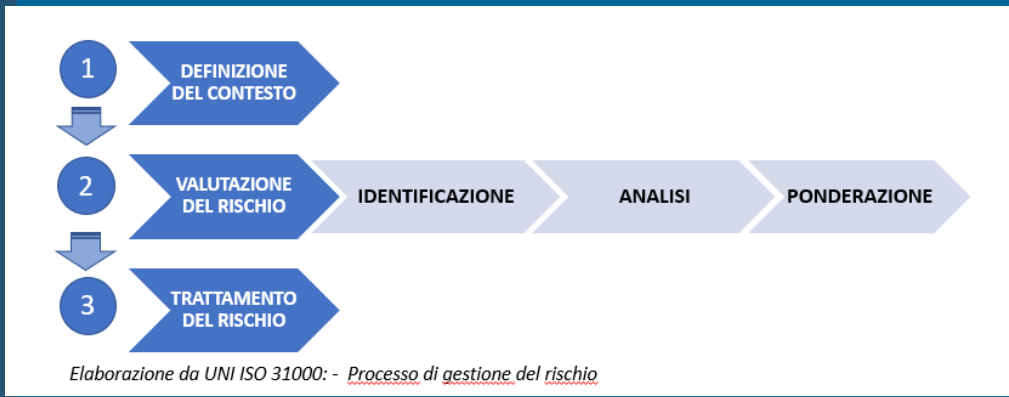 1
DEFINIZIONE
DEL CONTESTO
2
VALUTAZIONE
DEL RISCHIO
IDENTIFICAZIONE
ANALISI
PONDERAZIONE
3
TRATTAMENTO
DEL RISCHIO
Elaborazione da UNI ISO 31000: - Processo di gestione del rischio